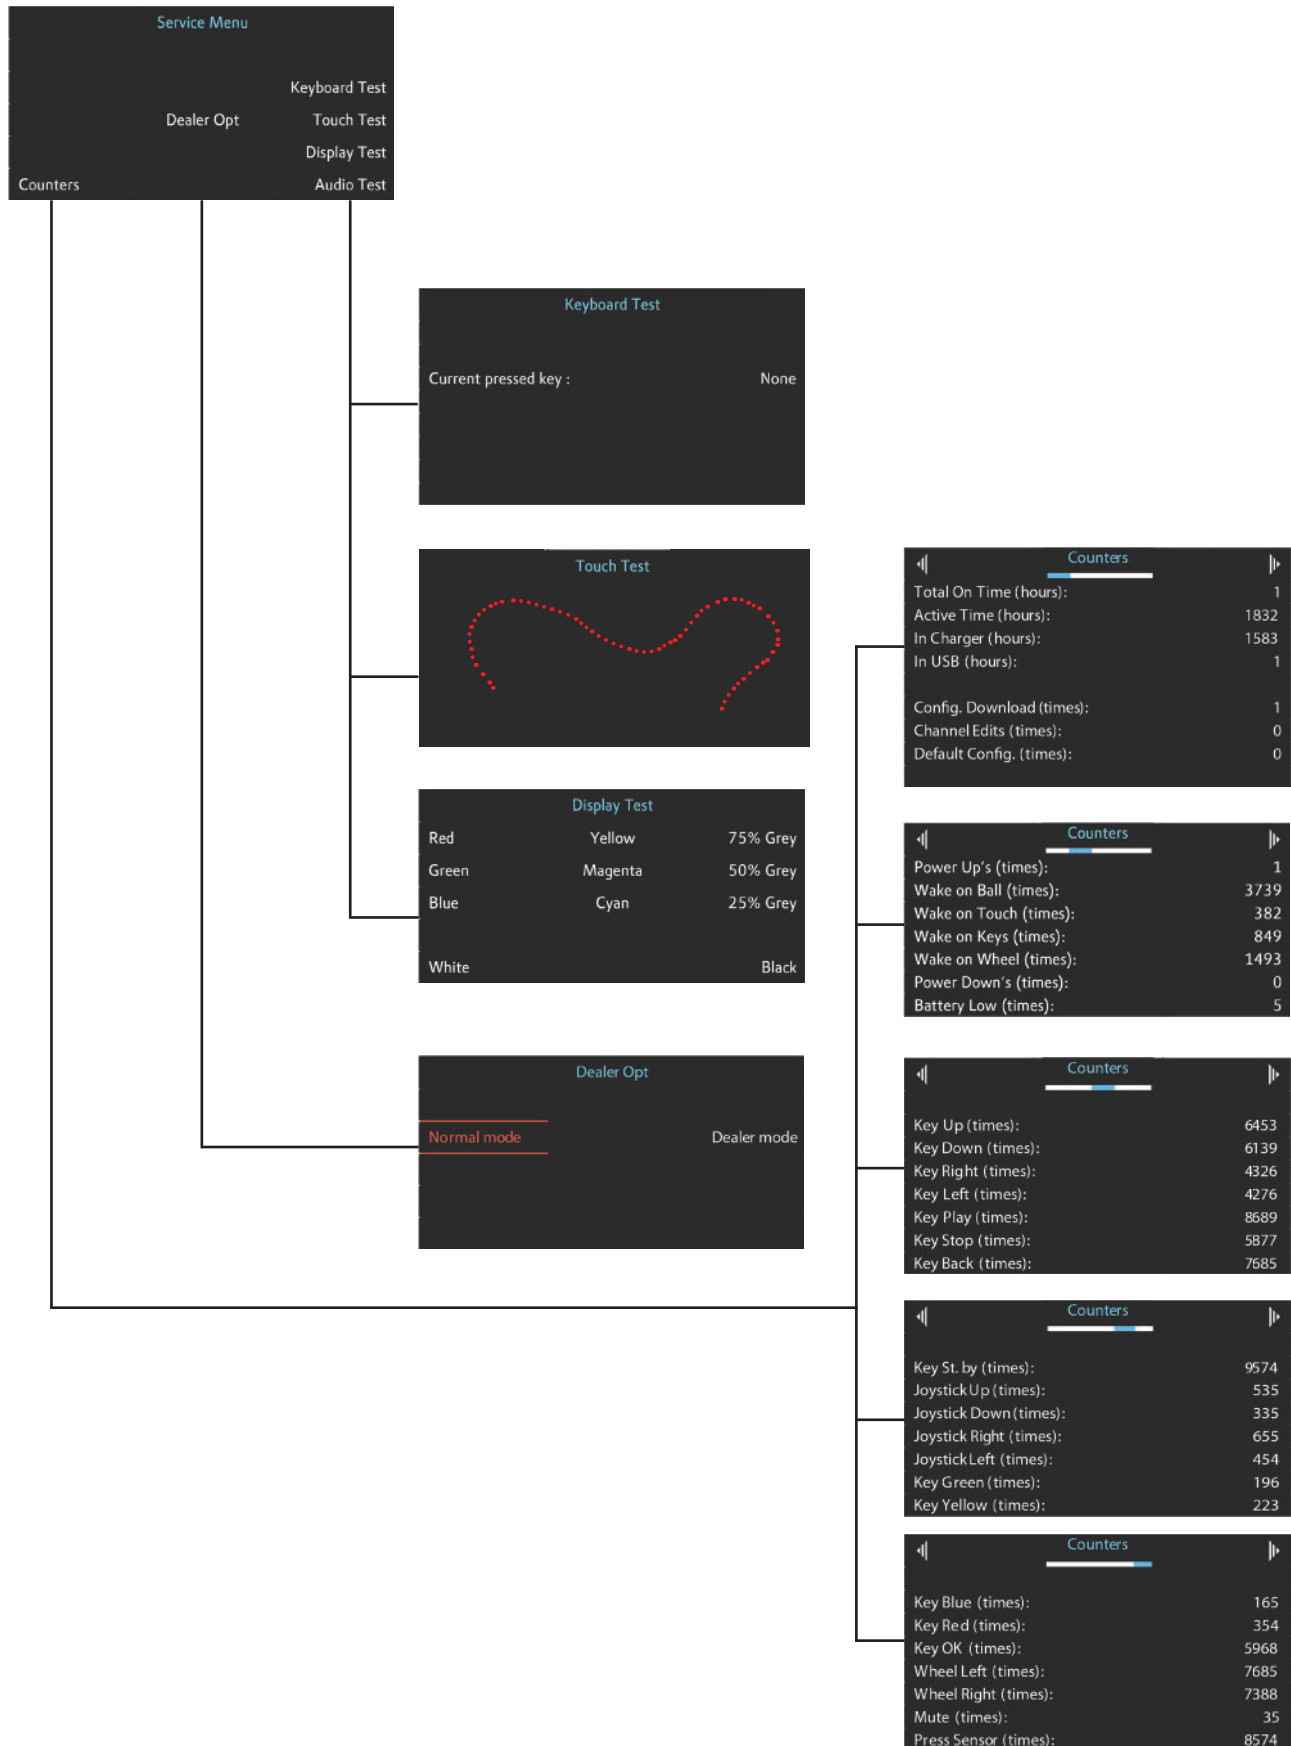 Service Menu
Keyboard Test
Dealer Opt Touch Test
Display Test
Counters Audio Test
Keyboard Test
Current pressed key : None
Touch Test
Display Test
Red Yellow 75% Grey
Green Magenta 50% Grey
Blue Cyan 25% Grey
White Black
Dealer Opt
Normal mode Dealer mode
Counters
Total On Time (hours): 1
Active Time (hours): 1832
In Charger (hours): 1583
In USB (hours): 1
Config. Download (times): 1
Channel Edits (times): 0
Default Config. (times): 0
Counters
Power Up's (times): 1
Wake on Ball (times): 3739
Wake on Touch (times): 382
Wake on Keys (times): 849
Wake on Wheel (times): 1493
Power Down's (times): 0
Battery Low (times): 5
Counters
Key Up (times): 6453
Key Down (times): 6139
Key Right (times): 4326
Key Left (times): 4276
Key Play (times): 8689
Key Stop (times): 5877
Key Back (times): 7685
Counters
Key St. by (times): 9574
Joystick Up (times): 535
Joystick Down (times): 335
Joystick Right (times): 655
Joystick Left (times): 454
Key Green (times): 196
Key Yellow (times): 223
Counters
Key Blue (times): 165
Key Red (times): 354
Key OK (times): 5968
Wheel Left (times): 7685
Wheel Right (times): 7388
Mute (times): 35
Press Sensor (times): 8574